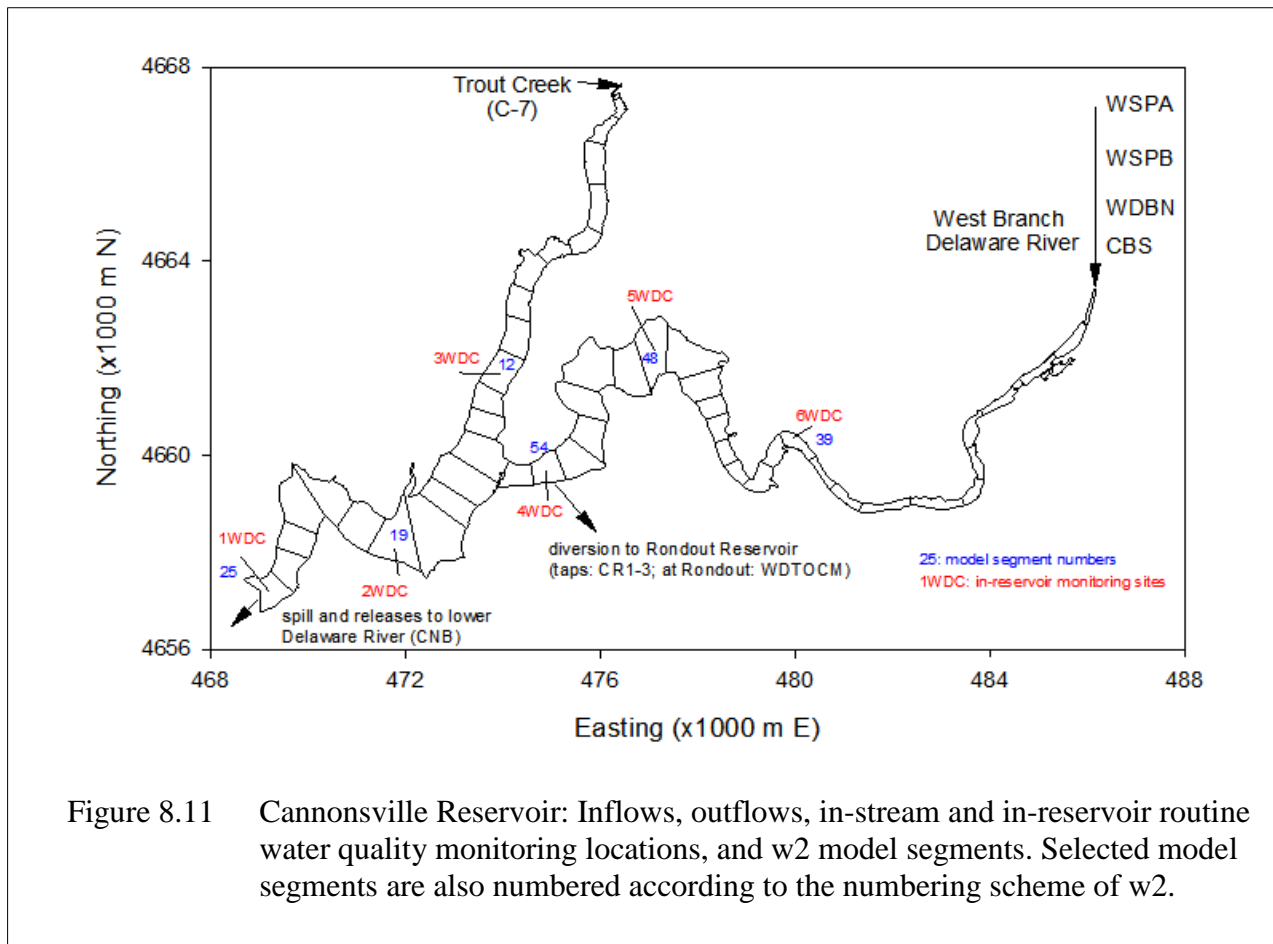 4668
4664
4660
4656
Northing (x1000 m N)
Trout Creek
(C-7)
WSPA
WSPB
WDBN
CBS
West Branch
Delaware River
5WDC
48
3WDC
12
6WDC
39
54
4WDC
1WDC
25
19
2WDC
diversion to Rondout Reservoir
(taps: CR1-3; at Rondout: WDTOCM)
25: model segment numbers
1WDC: in-reservoir monitoring sites
spill and releases to lower
Delaware River (CNB)
468 472 476 480 484 488
Easting (x1000 m E)
Figure 8.11 Cannonsville Reservoir: Inflows, outflows, in-stream and in-reservoir routine
water quality monitoring locations, and w2 model segments. Selected model
segments are also numbered according to the numbering scheme of w2.